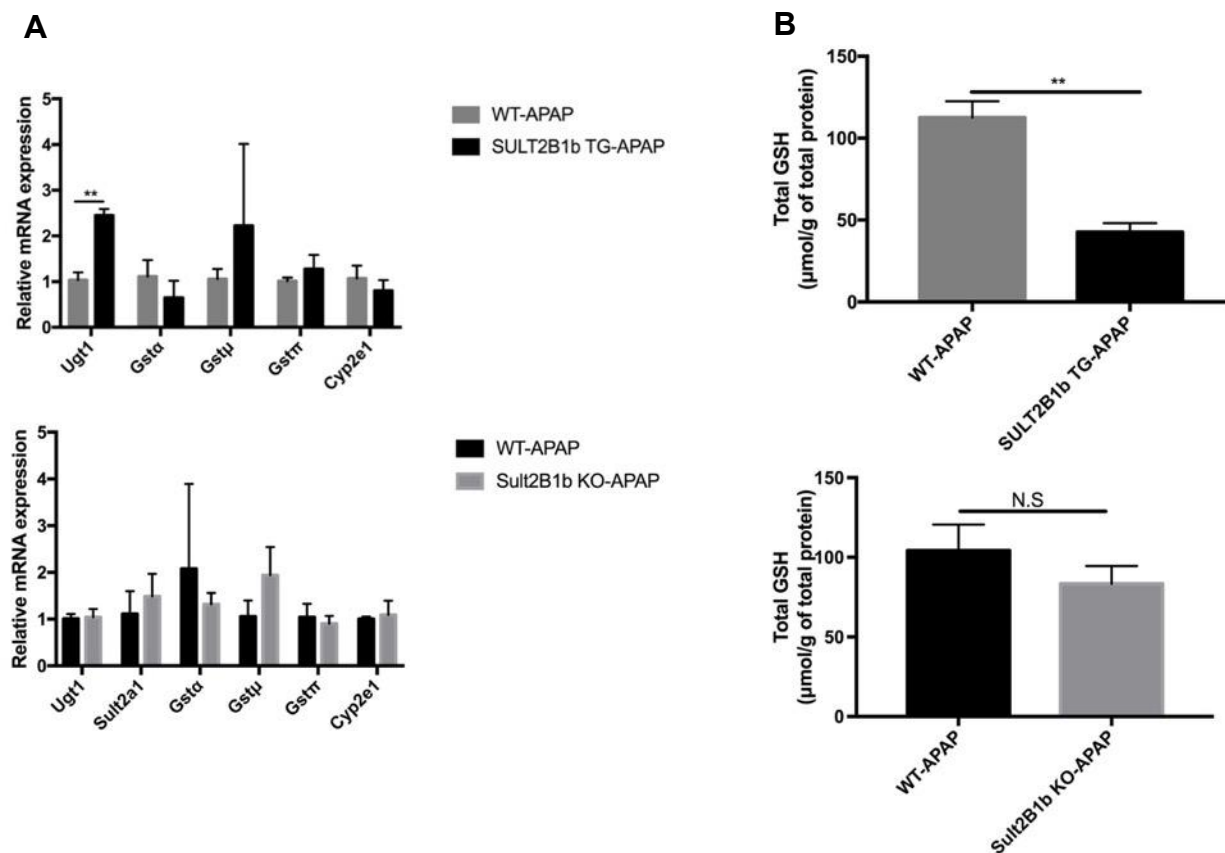 A
Relative mRNA expression
5
4
3
2
1
0
**
Ugt1
Gstα
Gstμ
Gstπ
Cyp2e1
WT-APAP
SULT2B1b TG-APAP
B
Total GSH
(μmol/g of total protein)
150
100
50
0
**
WT-APAP
SULT2B1b TG-APAP
Relative mRNA expression
5
4
3
2
1
0
Ugt1
Sult2a1
Gstα
Gstμ
Gstπ
Cyp2e1
WT-APAP
Sult2B1b KO-APAP
Total GSH
(μmol/g of total protein)
150
100
50
0
N.S
WT-APAP
Sult2B1b KO-APAP